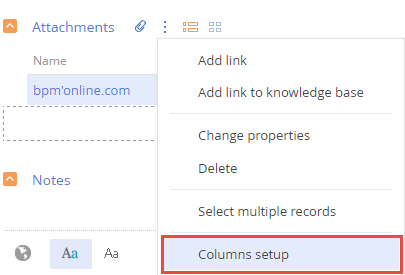 Attachments
Name
bpm'online.com
Notes
Aa Aa
Add link
Add link to knowledge base
Change properties
Delete
Select multiple records
Columns setup